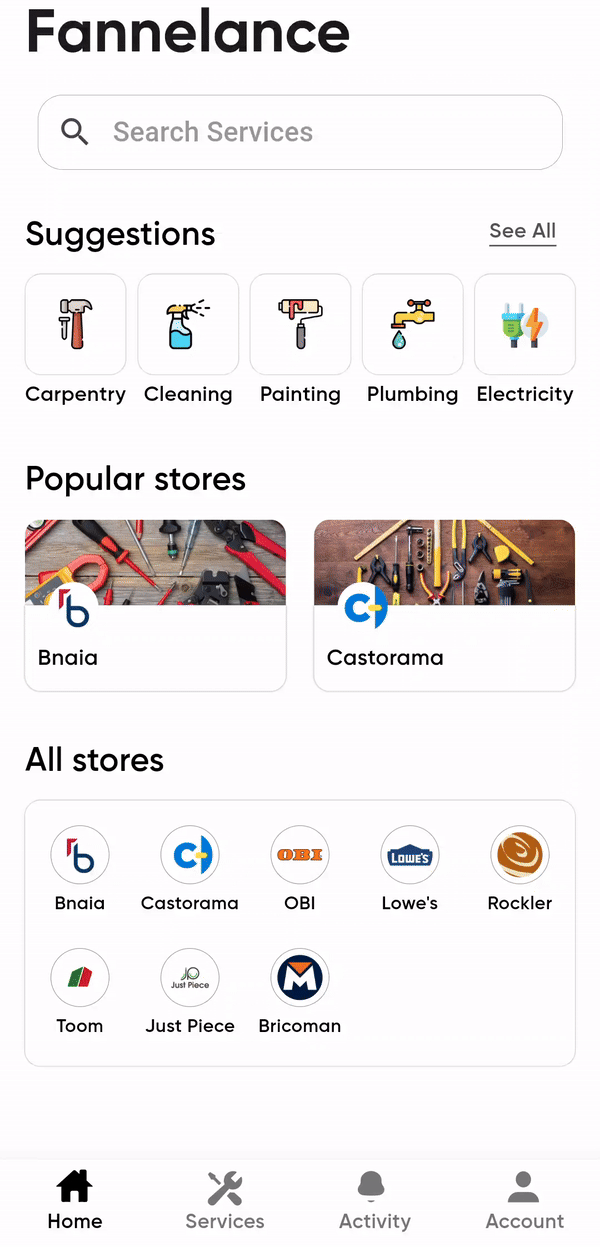 Fannelance
Search Services
Suggestions
See All
Carpentry
Cleaning
Painting
Plumbing
Electricity
Popular stores
b
Bnaia
C
Castorama
All stores
b
C
OBI
LOWE'S
Bnaia
Castorama
OBI
Lowe's
Rockler
JP
Just Piece
M
Toom
Just Piece
Bricoman
Home
Services
Activity
Account